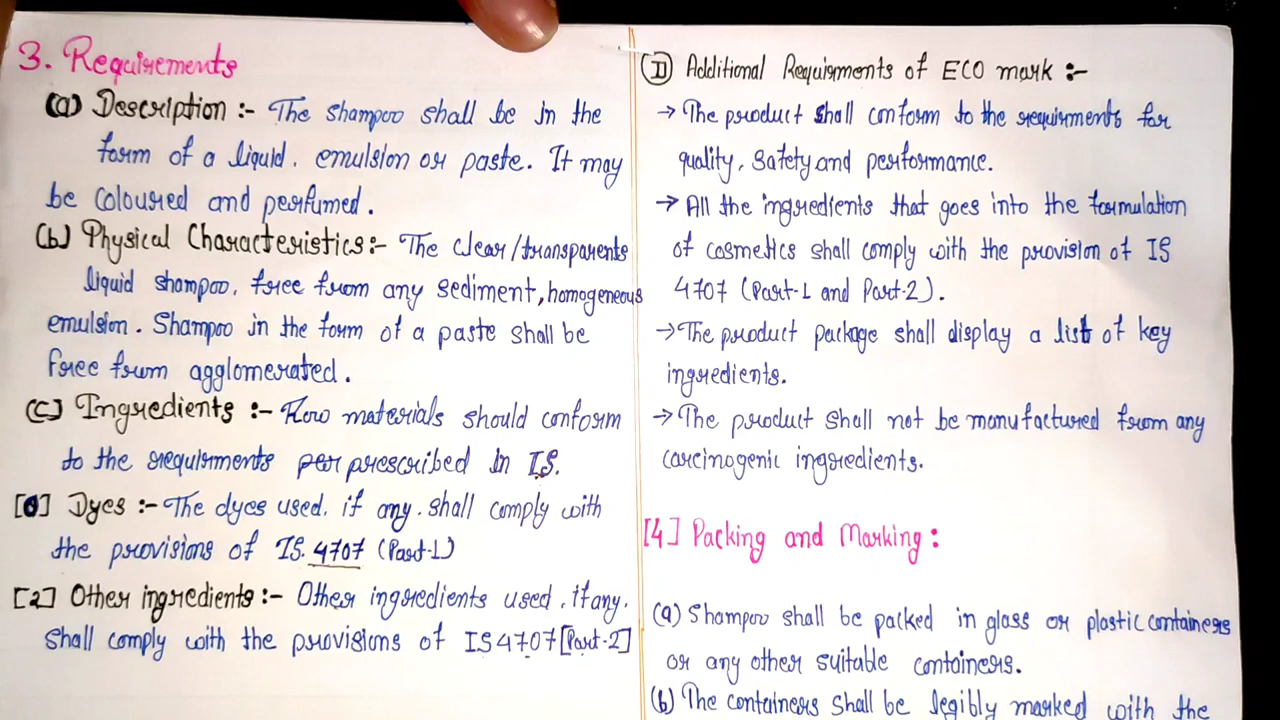 3. Requirements
(a) Description :- The shampoo shall be in the
form of a liquid, emulsion or paste. It may
be coloured and perfumed.
(b) Physical Characteristics :- The clear/transparents
liquid shampoo, free from any sediment, homogeneous
emulsion. Shampoo in the form of a paste shall be
free from agglomerated.
(C) Ingredients :- Row materials should conform
to the requirments per prescribed in IS.
Dyes :- The dyes used, if any, shall comply with
the provisions of IS. 4707 (Part-1)
[2] Other ingredients :- Other ingredients used, if any,
shall comply with the provisions of IS 4707 [Part-2]
(D) Additional Requirments of ECO mark :-
→ The product shall conform to the requirments for
quality, safety and performance.
→ All the ingredients that goes into the formulation
of cosmetics shall comply with the provision of IS
4707 (Part-1 and Part-2).
→ The product package shall display a list of key
ingredients.
→ The product shall not be manufactured from any
carcinogenic ingredients.
[4] Packing and Marking :
(a) Shampoo shall be packed in glass or plastic containers
or any other suitable containers.
(b) The containers shall be legibly marked with the